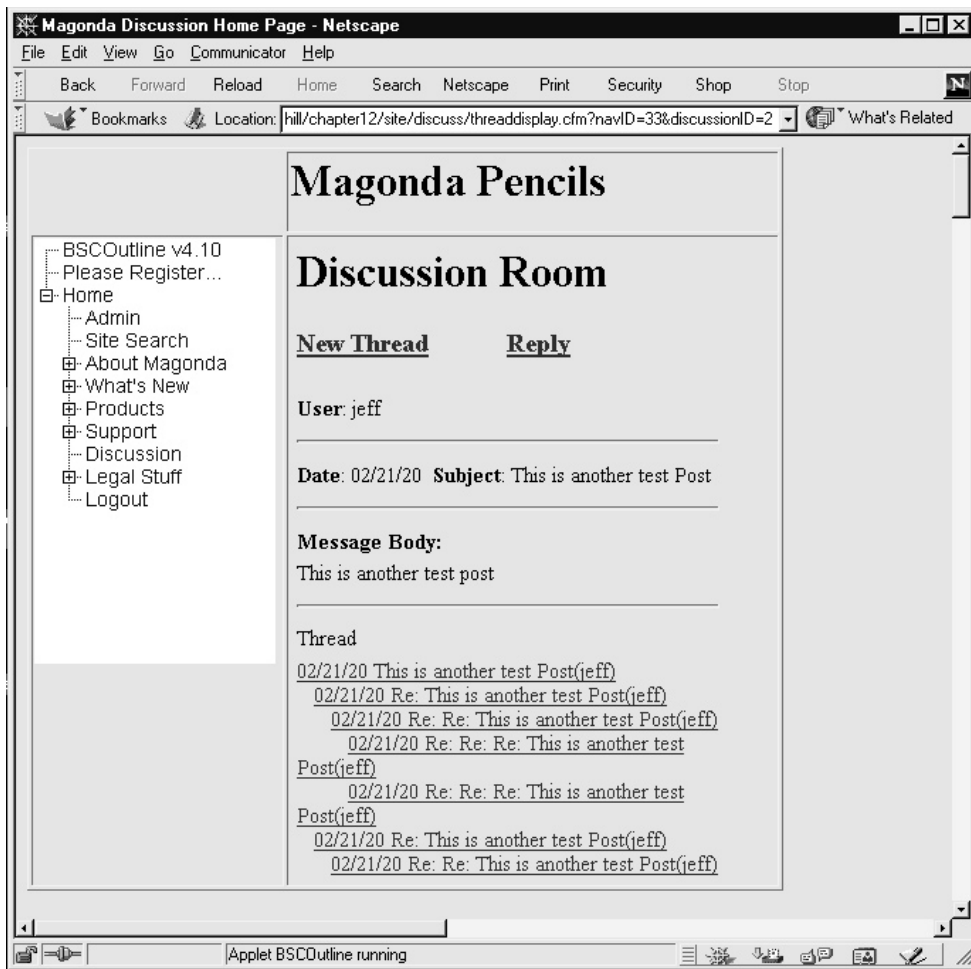 Magonda Discussion Home Page - Netscape
File Edit View Go Communicator Help
Back Forward Reload Home Search Netscape Print Security Shop Stop
N
Bookmarks Location: hill/chapter12/site/discuss/threaddisplay.cfm?navID=33&discussionID=2 What's Related
Magonda Pencils
BSCOutline v4.10
Please Register...
Home
Admin
Site Search
About Magonda
What's New
Products
Support
Discussion
Legal Stuff
Logout
Discussion Room
New Thread Reply
User: jeff
Date: 02/21/20 Subject: This is another test Post
Message Body:
This is another test post
Thread
02/21/20 This is another test Post(jeff)
02/21/20 Re: This is another test Post(jeff)
02/21/20 Re: Re: This is another test Post(jeff)
02/21/20 Re: Re: Re: This is another test
Post(jeff)
02/21/20 Re: Re: Re: This is another test
Post(jeff)
02/21/20 Re: This is another test Post(jeff)
02/21/20 Re: Re: This is another test Post(jeff)
Applet BSCOutline running